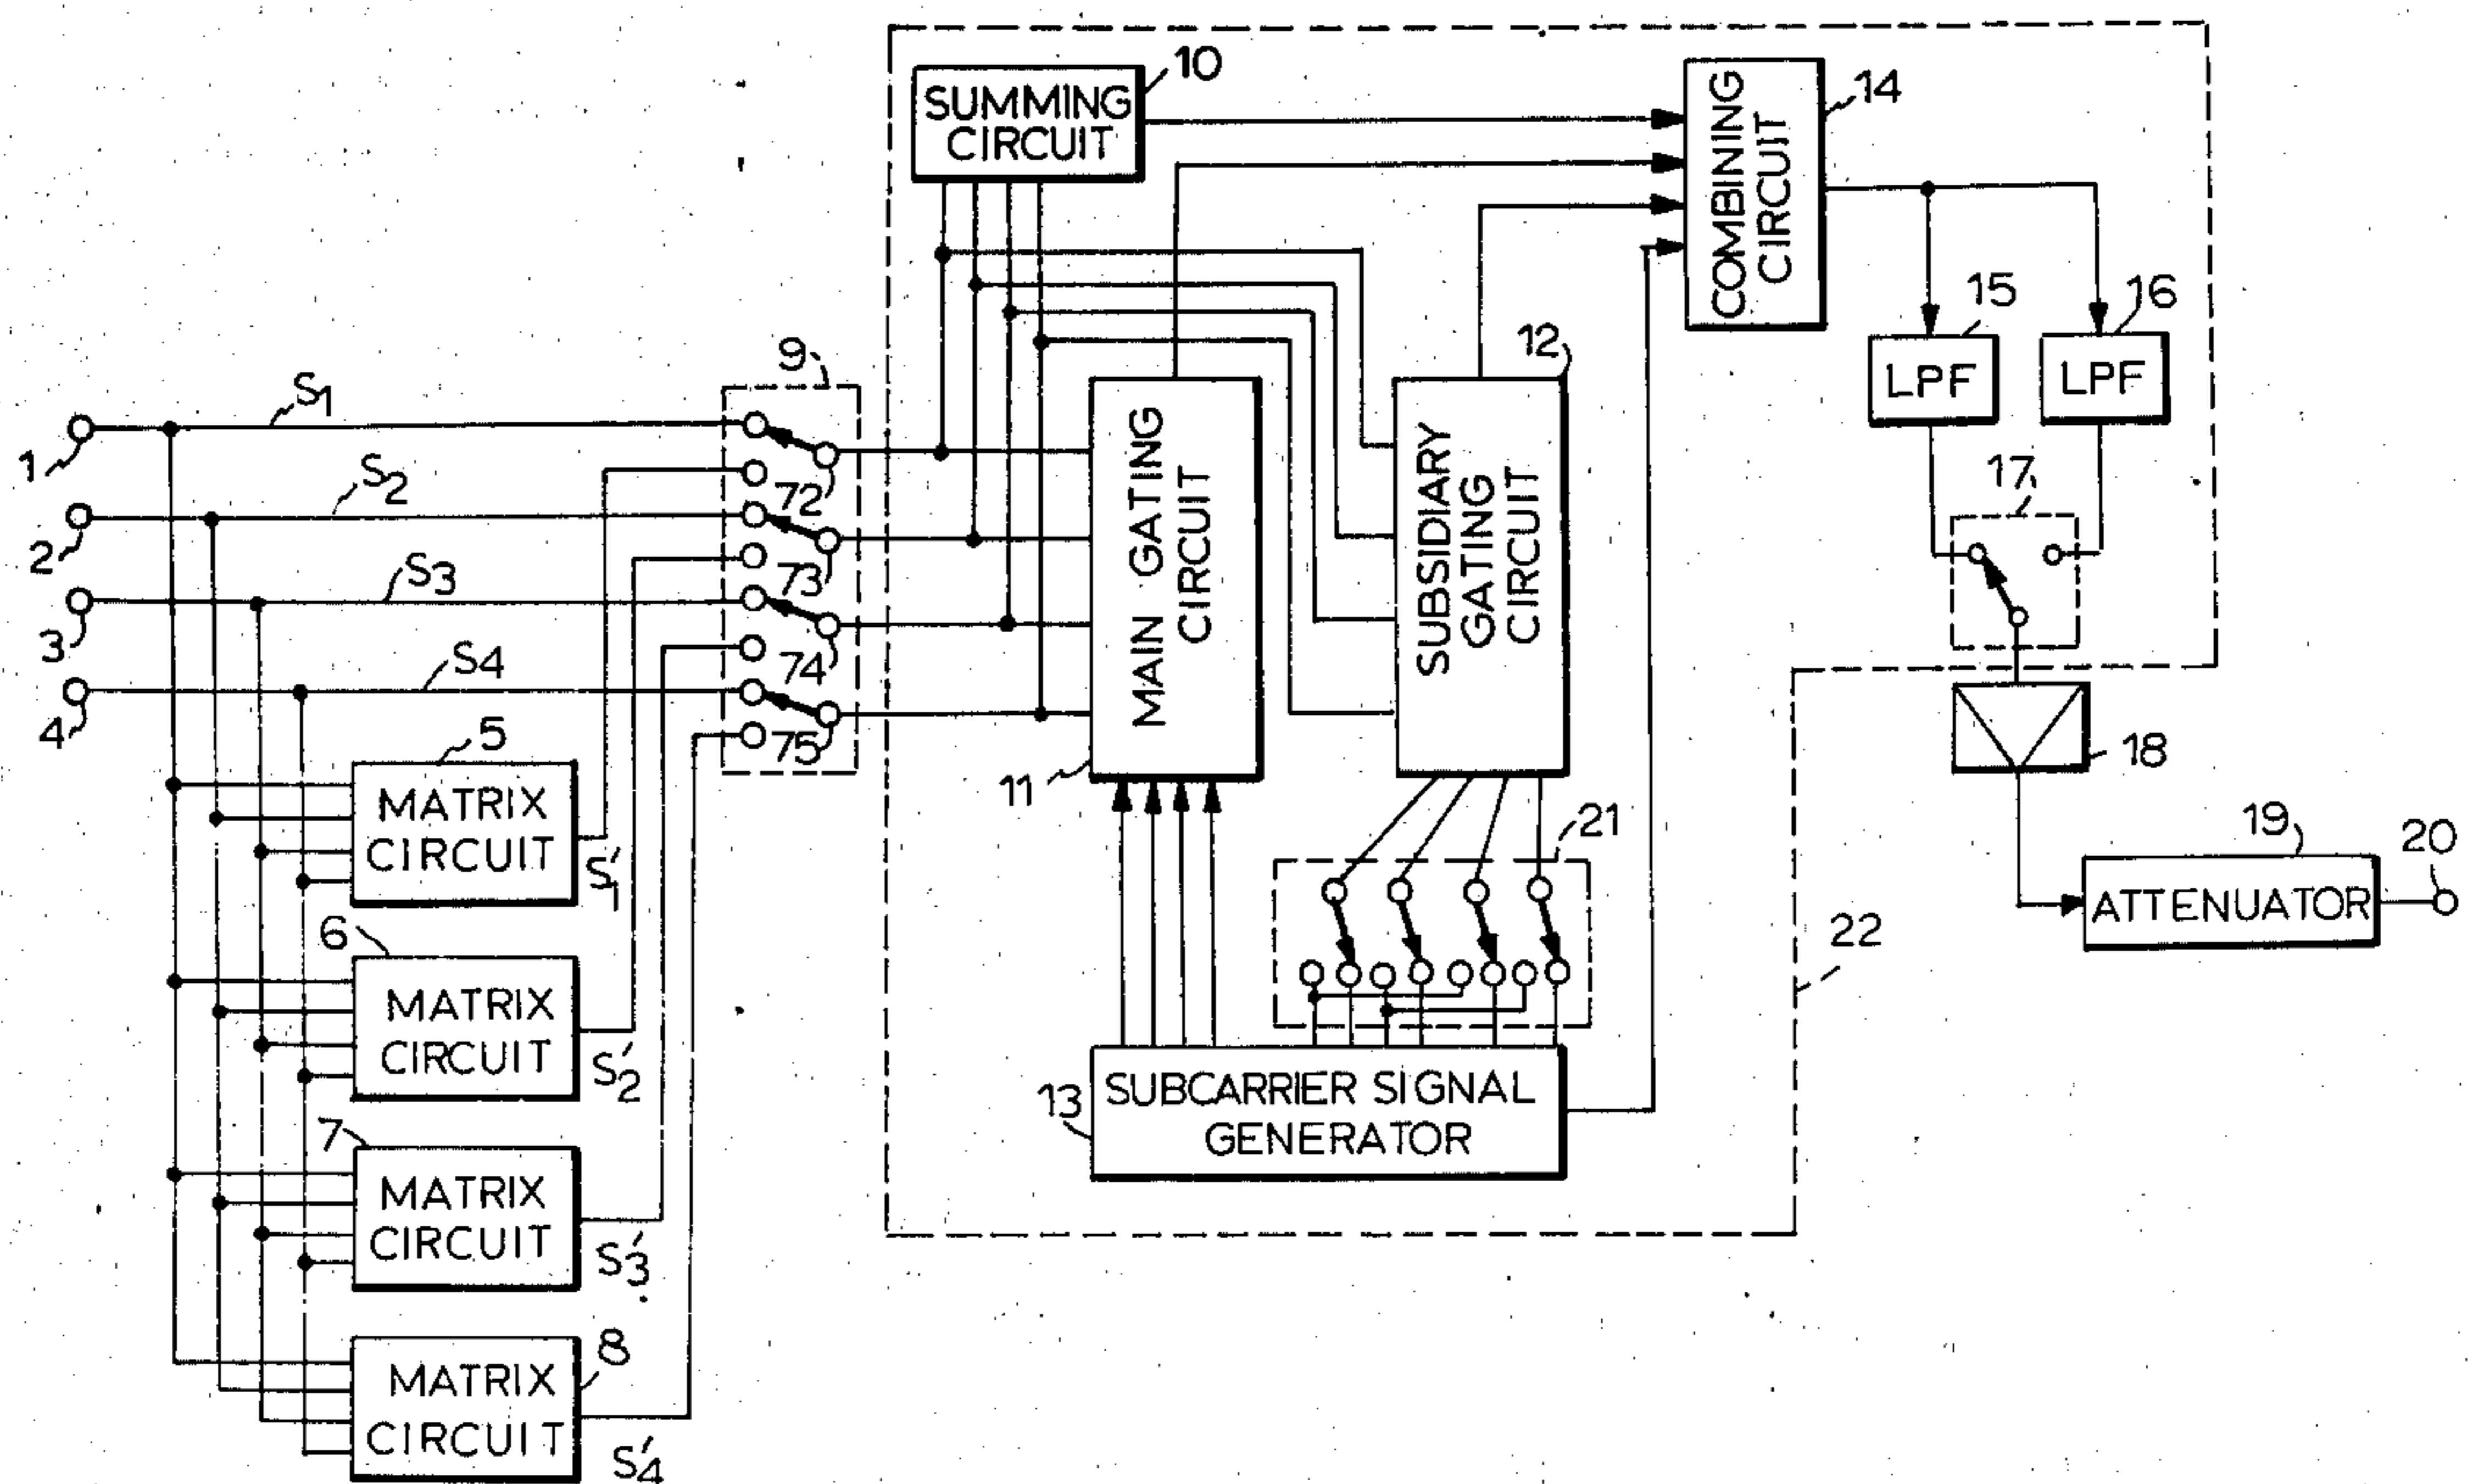 10
SUMMING
CIRCUIT
COMBINING
CIRCUIT
14
15
16
LPF
LPF
17
18
19
ATTENUATOR
20
9
12
S1
1
S2
2
S3
3
S4
4
72
73
74
75
MAIN GATING
CIRCUIT
11
SUBSIDIARY
GATING
CIRCUIT
21
22
5
MATRIX
CIRCUIT
S'1
6
MATRIX
CIRCUIT
S'2
13
SUBCARRIER SIGNAL
GENERATOR
7
MATRIX
CIRCUIT
S'3
8
MATRIX
CIRCUIT
S'4